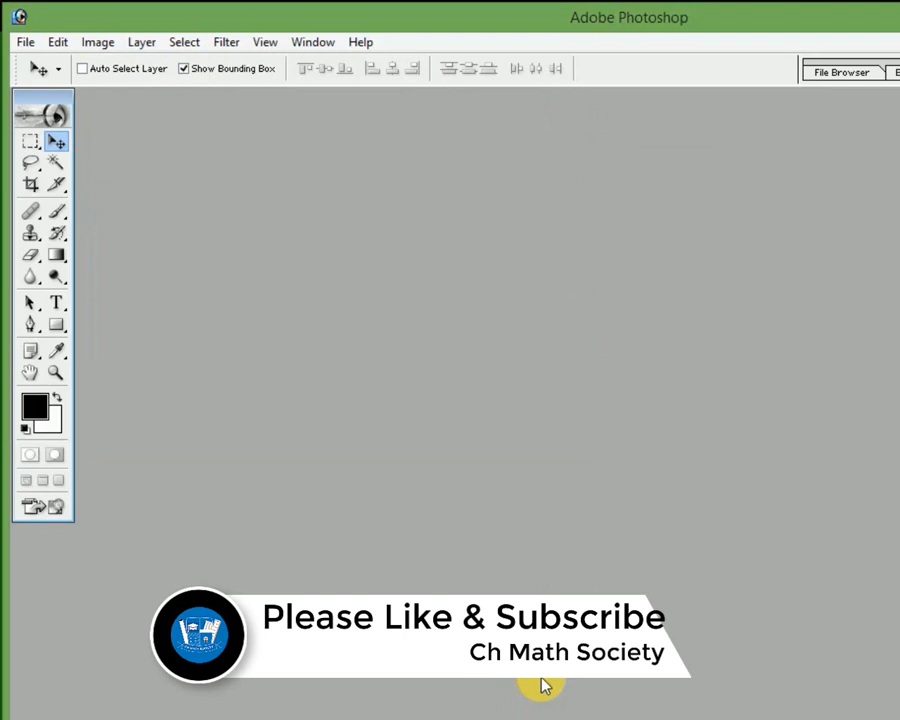 Adobe Photoshop
File Edit Image Layer Select Filter View Window Help
Auto Select Layer Show Bounding Box File Browser
Please Like & Subscribe
Ch Math Society